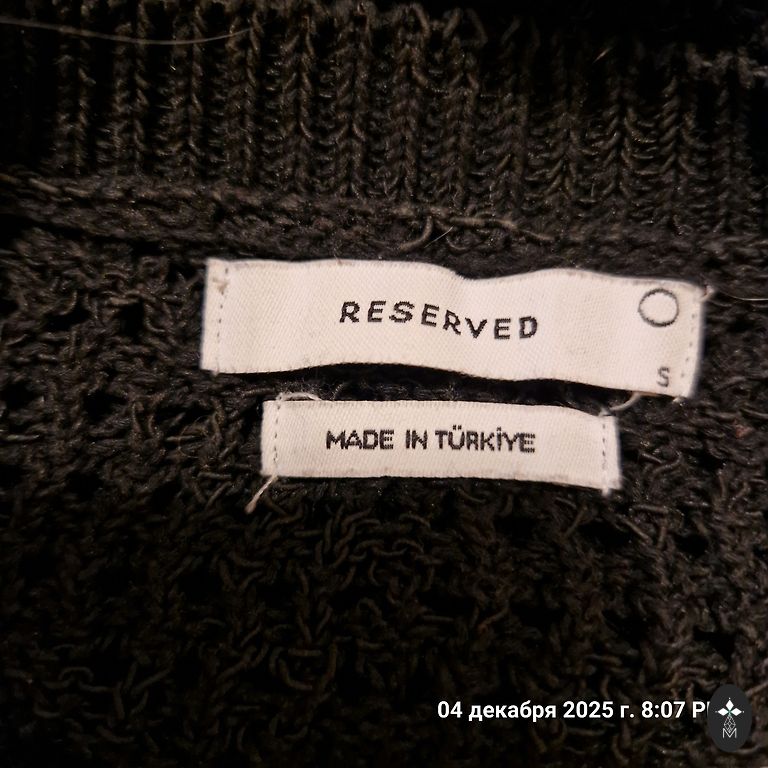 RESERVED
S
MADE IN TÜRKİYE
04 декабря 2025 г. 8:07
M